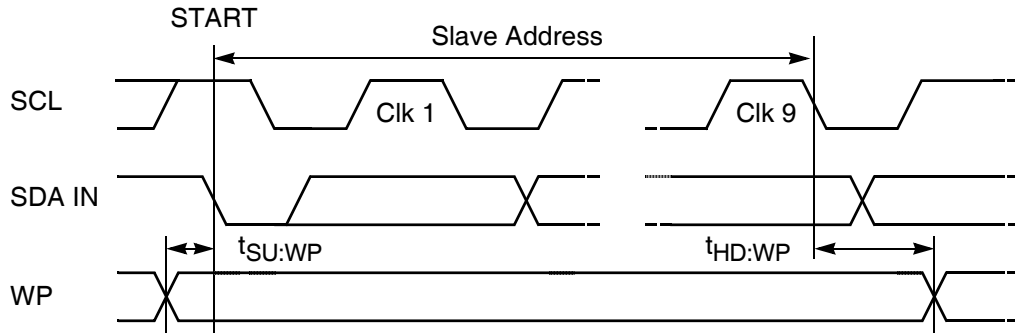 START
Slave Address
SCL
Clk 1
Clk 9
SDA IN
tSU:WP
tHD:WP
WP